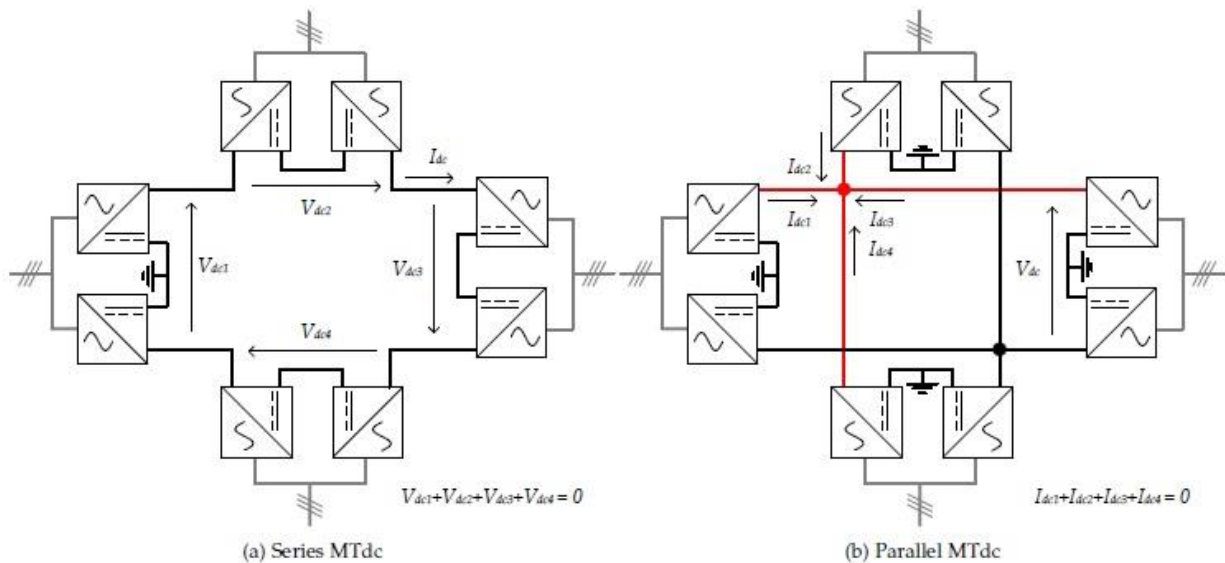 I_dc
V_dc2
V_dc1
V_dc3
V_dc4
V_dc1+V_dc2+V_dc3+V_dc4 = 0
(a) Series MTdc
I_dc2
I_dc1
I_dc3
I_dc4
V_dc
I_dc1+I_dc2+I_dc3+I_dc4 = 0
(b) Parallel MTdc